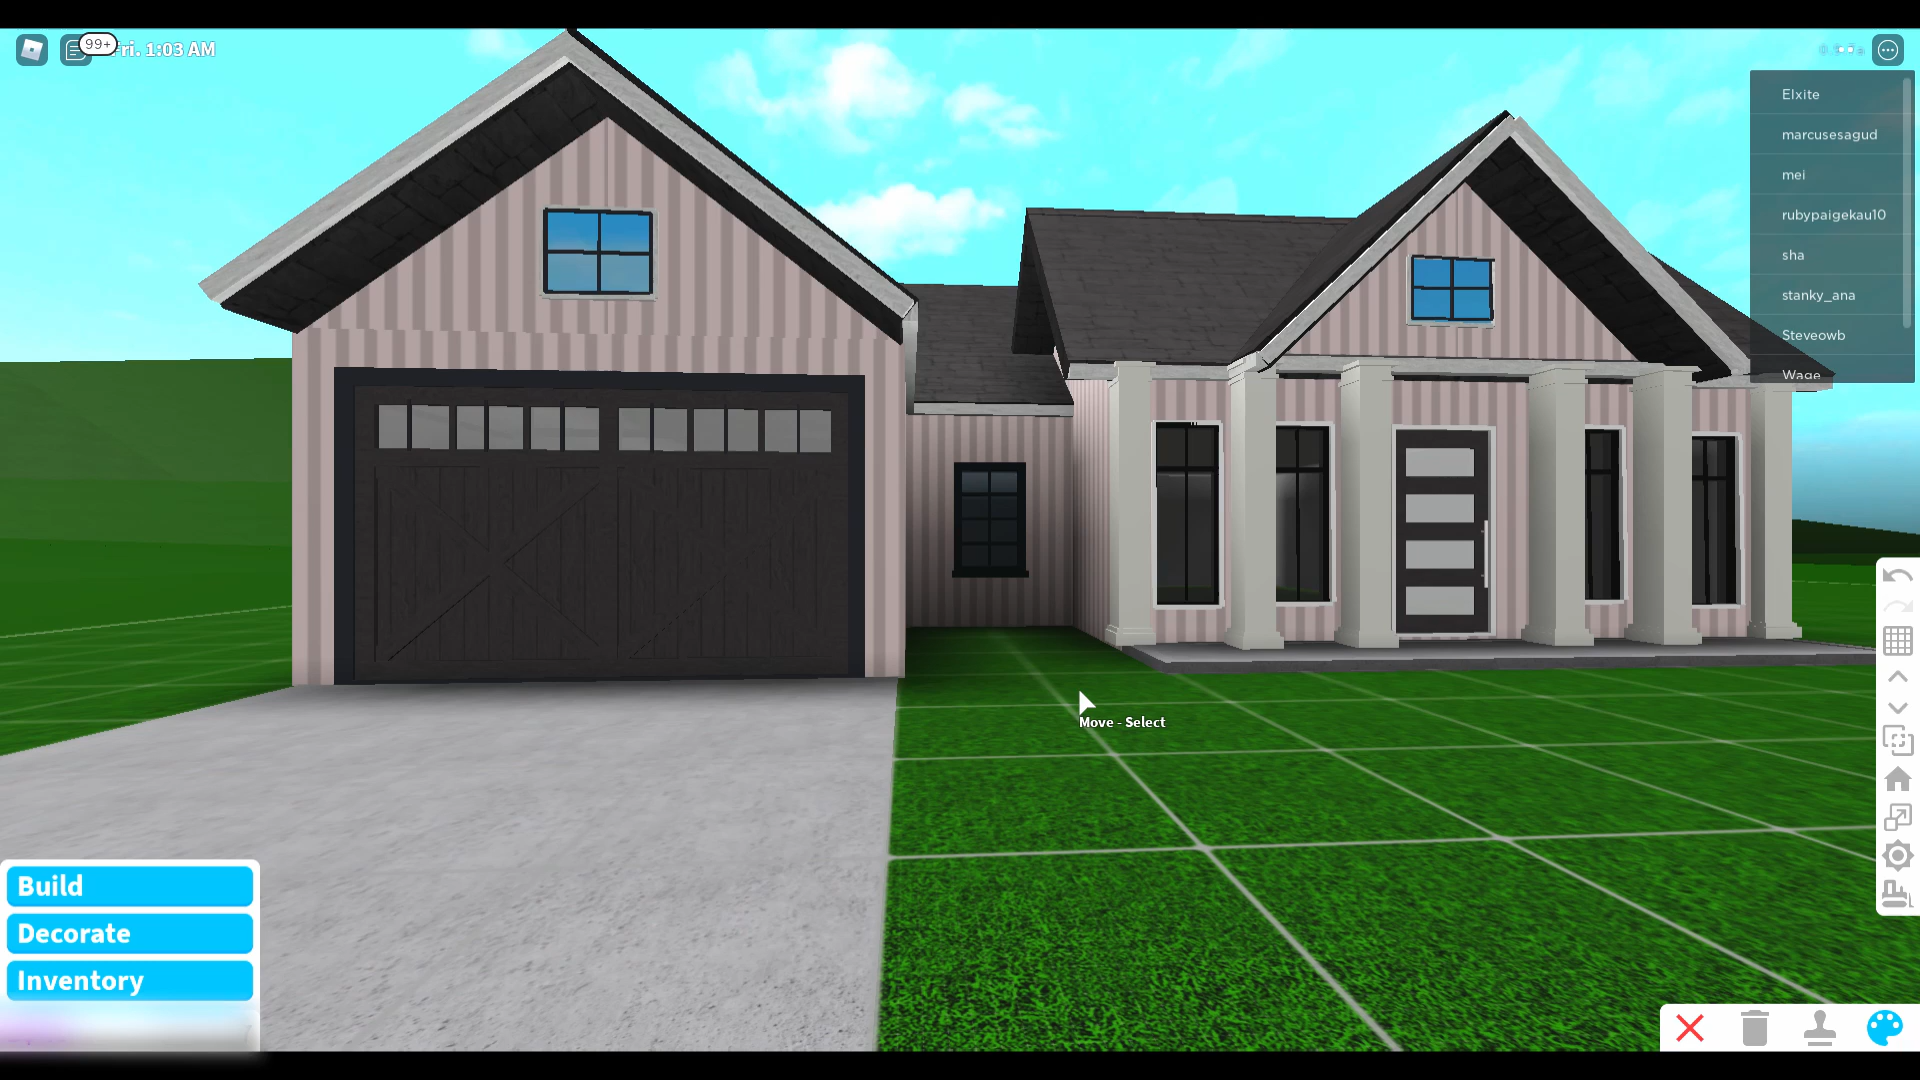 99+
Fri. 1:03 AM
Elxite
marcusesagud
mei
rubypaigekau10
sha
stanky_ana
Steveowb
Wage
Move - Select
Build
Decorate
Inventory